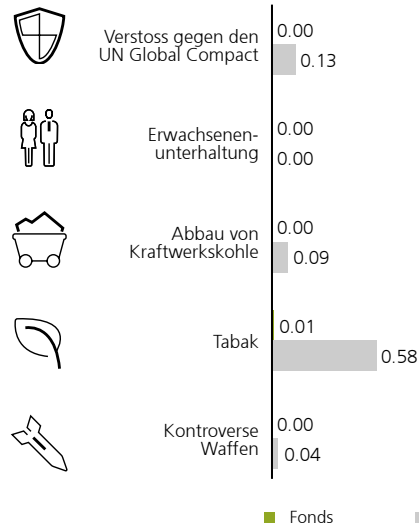 Verstoss gegen den
UN Global Compact
0.00
0.13
Erwachsenen-
unterhaltung
0.00
0.00
Abbau von
Kraftwerkskohle
0.00
0.09
Tabak
0.01
0.58
Kontroverse
Waffen
0.00
0.04
Fonds